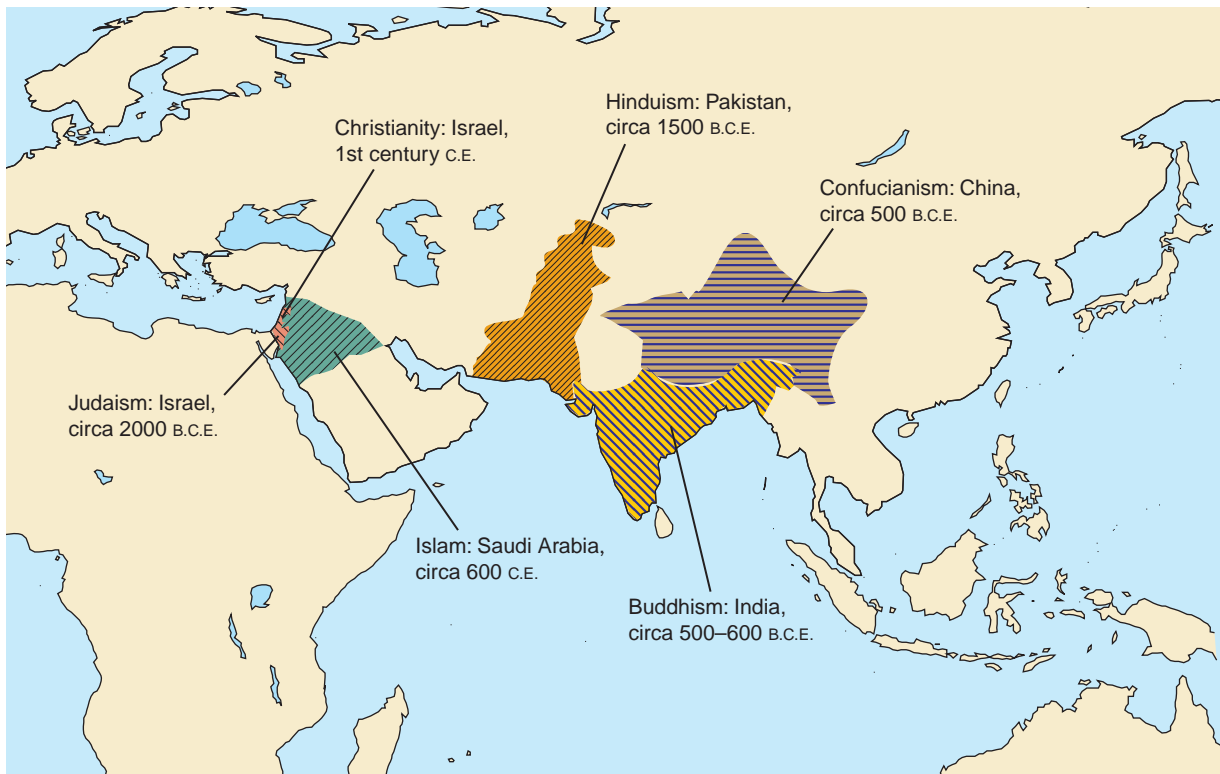 Hinduism: Pakistan,
circa 1500 B.C.E.
Christianity: Israel,
1st century C.E.
Confucianism: China,
circa 500 B.C.E.
Judaism: Israel,
circa 2000 B.C.E.
Islam: Saudi Arabia,
circa 600 C.E.
Buddhism: India,
circa 500–600 B.C.E.